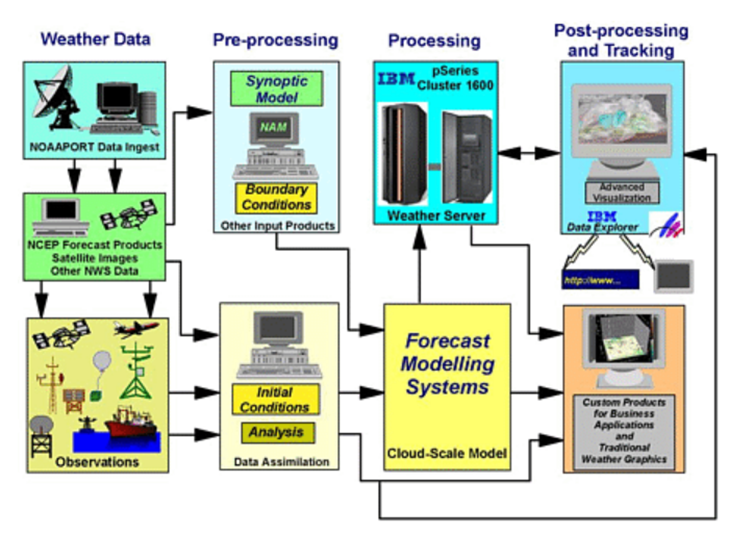 Weather Data
Pre-processing
Processing
Post-processing
and Tracking
NOAAPORT Data Ingest
NCEP Forecast Products
Satellite Images
Other NWS Data
Observations
Synoptic
Model
NAM
Boundary
Conditions
Other Input Products
Initial
Conditions
Analysis
Data Assimilation
IBM pSeries
Cluster 1600
Weather Server
Forecast
Modelling
Systems
Cloud-Scale Model
Advanced
Visualization
IBM
Data Explorer
http://www...
Custom Products
for Business
Applications
and
Traditional
Weather Graphics